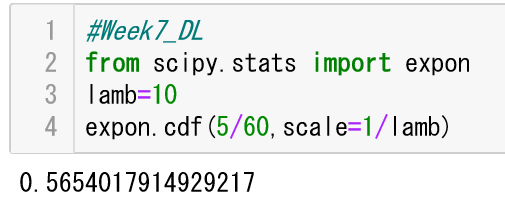 1 #Week7_DL
2 from scipy.stats import expon
3 lamb=10
4 expon.cdf(5/60,scale=1/lamb)
0.5654017914929217